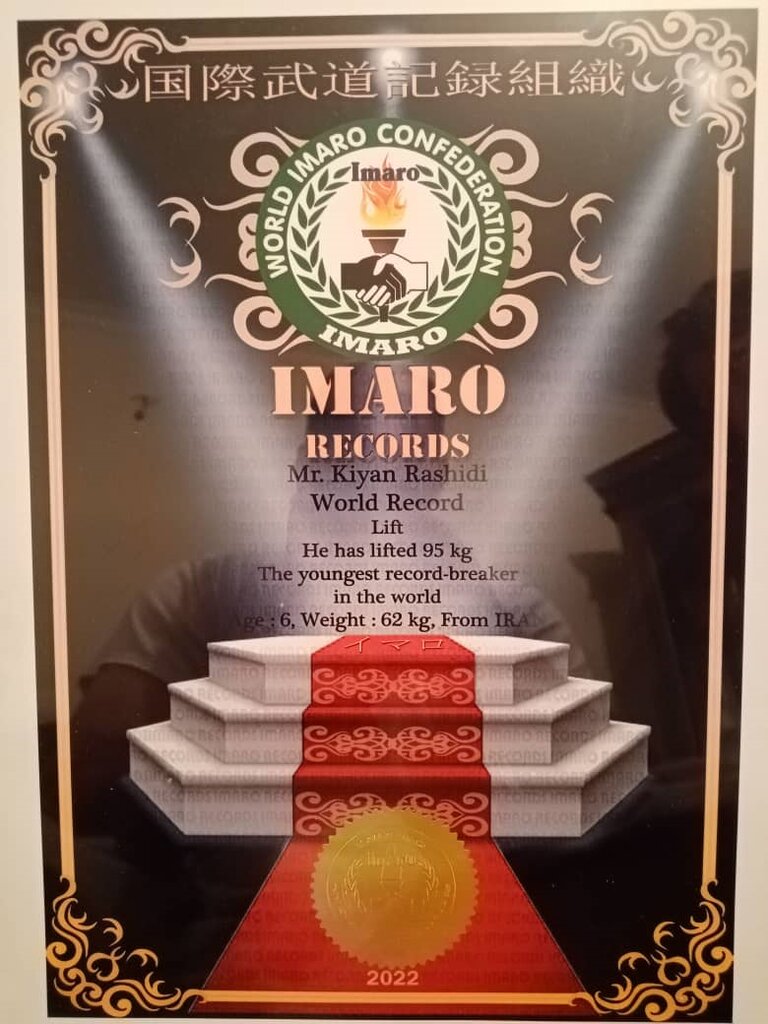 国際武道記録組織
WORLD IMARO CONFEDERATION
Imaro
IMARO
IMARO
RECORDS
Mr. Kiyan Rashidi
World Record
Lift
He has lifted 95 kg
The youngest record-breaker
in the world
Age : 6, Weight : 62 kg, From IRA
イマロ
2022